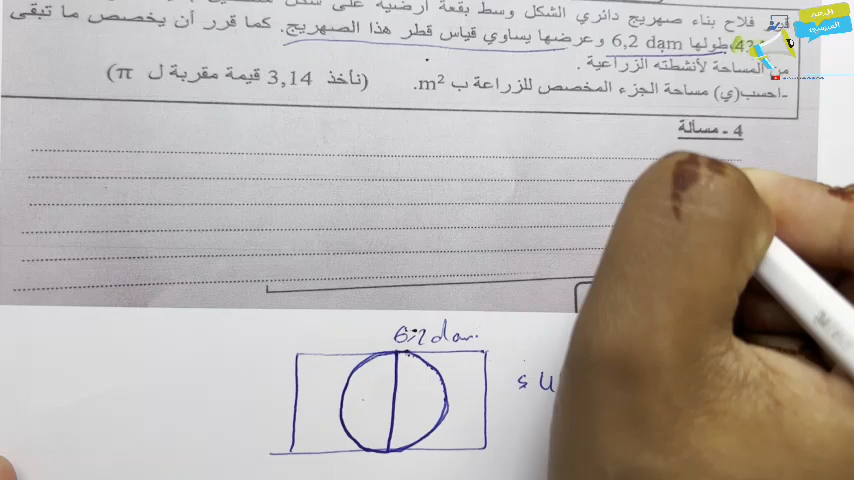 فلاح بناء صهريج دائري الشكل وسط بقعة أرضية على شكل
طولها 6,2 dam وعرضها يساوي قياس قطر هذا الصهريج. كما قرر أن يخصص ما تبقى
من المساحة لأنشطته الزراعية .
-احسب(ي) مساحة الجزء المخصص للزراعة ب m². (نأخذ 3,14 قيمة مقربة ل π)
4 - مسألة
6,2 dam.